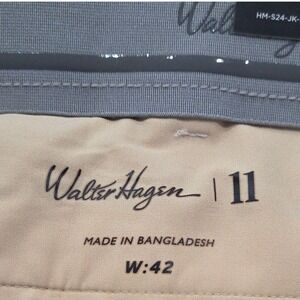 HM-S24-JK-
Walter Hagen | 11
MADE IN BANGLADESH
W:42